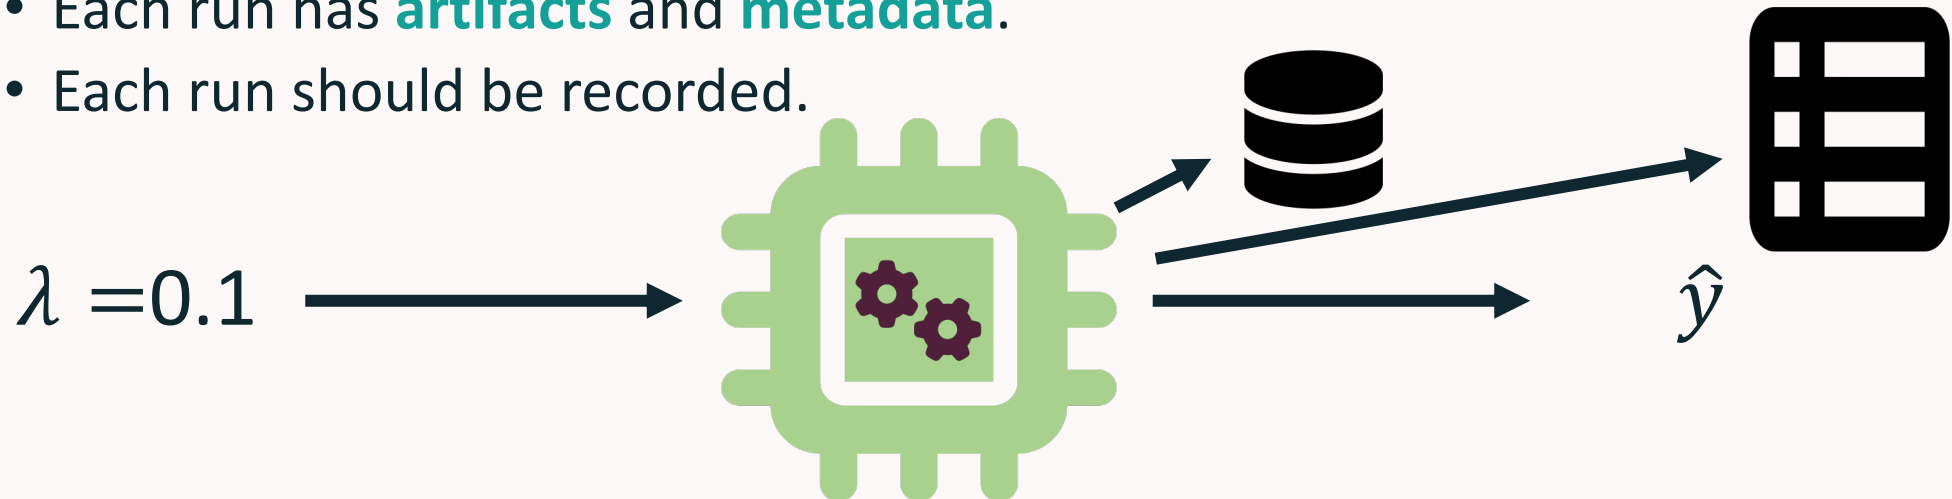 • Each run has artifacts and metadata.
• Each run should be recorded.
λ =0.1
ŷ